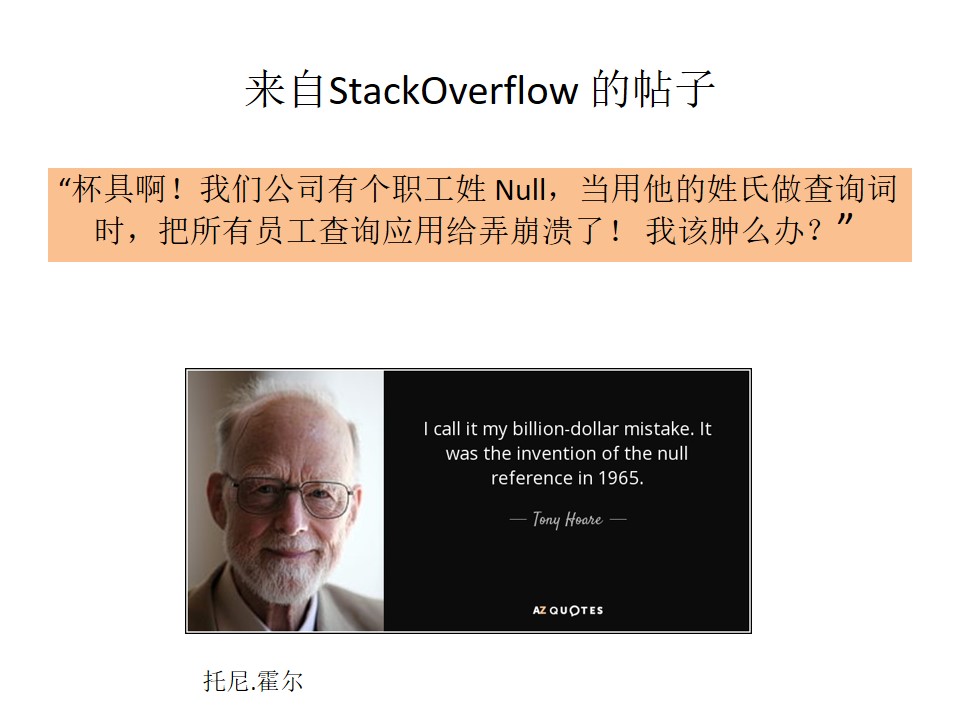 来自StackOverflow 的帖子
“杯具啊！我们公司有个职工姓 Null，当用他的姓氏做查询词
时，把所有员工查询应用给弄崩溃了！ 我该肿么办？”
I call it my billion-dollar mistake. It
was the invention of the null
reference in 1965.
— Tony Hoare —
AZ QUOTES
托尼.霍尔